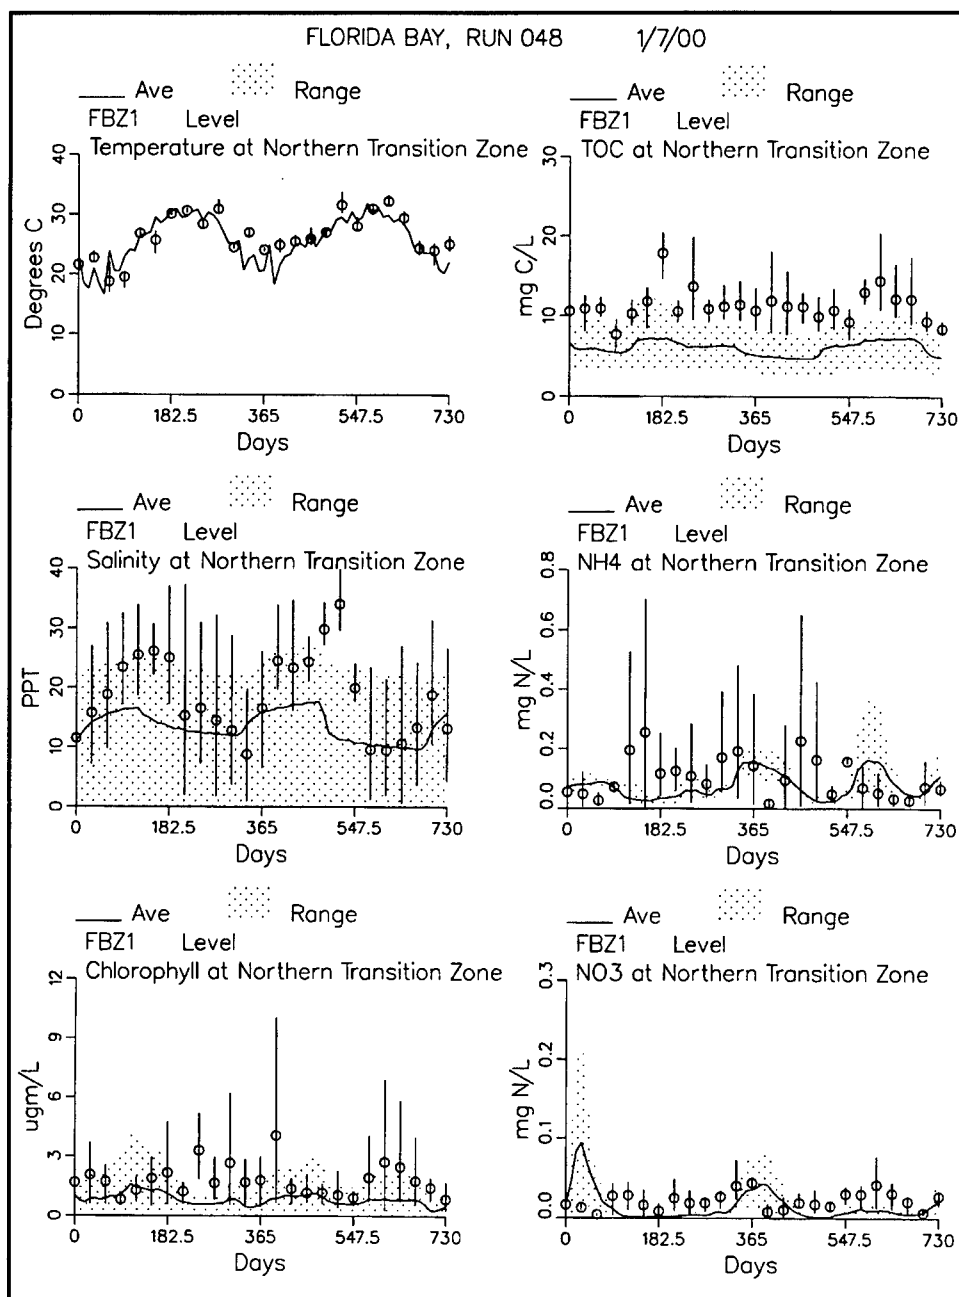 FLORIDA BAY, RUN 048 1/7/00
Ave Range
FBZ1 Level
Temperature at Northern Transition Zone
Degrees C
40
30
20
10
0
0 182.5 365 547.5 730
Days
Ave Range
FBZ1 Level
TOC at Northern Transition Zone
mg C/L
30
20
10
0
0 182.5 365 547.5 730
Days
Ave Range
FBZ1 Level
Salinity at Northern Transition Zone
PPT
40
30
20
10
0
0 182.5 365 547.5 730
Days
Ave Range
FBZ1 Level
NH4 at Northern Transition Zone
mg N/L
0.8
0.6
0.4
0.2
0.0
0 182.5 365 547.5 730
Days
Ave Range
FBZ1 Level
Chlorophyll at Northern Transition Zone
ugm/L
12
9
6
3
0
0 182.5 365 547.5 730
Days
Ave Range
FBZ1 Level
NO3 at Northern Transition Zone
mg N/L
0.3
0.2
0.1
0.0
0 182.5 365 547.5 730
Days